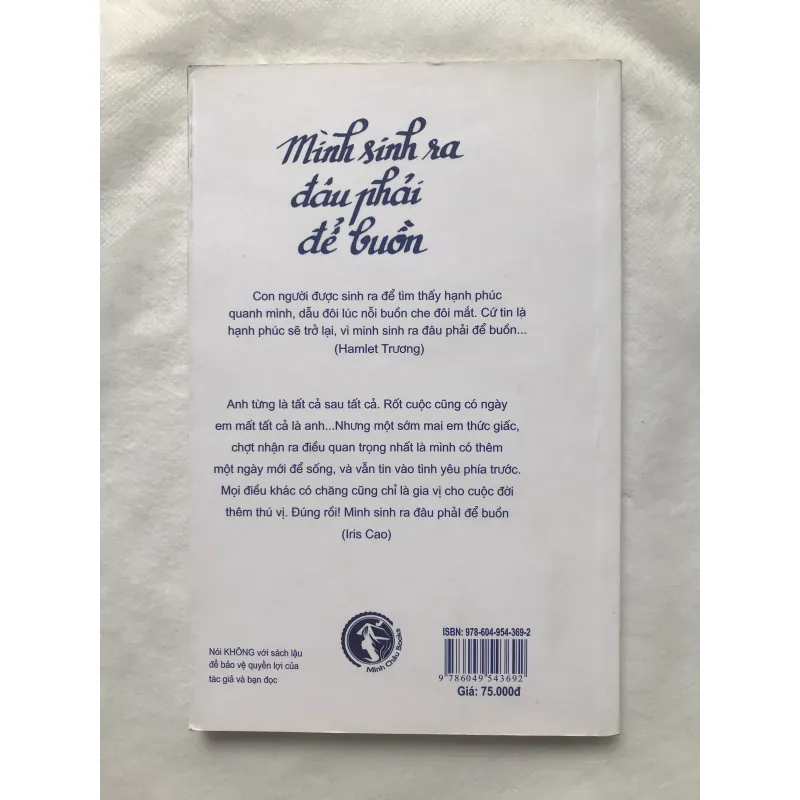 Mình sinh ra
đâu phải
để buồn
Con người được sinh ra để tìm thấy hạnh phúc
quanh mình, dẫu đôi lúc nỗi buồn che đôi mắt. Cứ tin là
hạnh phúc sẽ trở lại, vì minh sinh ra đâu phải để buồn...
(Hamlet Trương)
Anh từng là tất cả sau tất cả. Rốt cuộc cũng có ngày
em mất tất cả là anh...Nhưng một sớm mai em thức giấc,
chợt nhận ra điều quan trọng nhất là mình có thêm
một ngày mới để sống, và vẫn tin vào tình yêu phía trước.
Mọi điều khác có chăng cũng chỉ là gia vị cho cuộc đời
thêm thú vị. Đúng rồi! Mình sinh ra đâu phảI để buồn
(Iris Cao)
Nói KHÔNG với sách lậu
để bảo vệ quyền lợi của
tác giả và bạn đọc
Minh Châu Books
ISBN: 978-604-954-369-2
9 786049 543692
Giá: 75.000đ